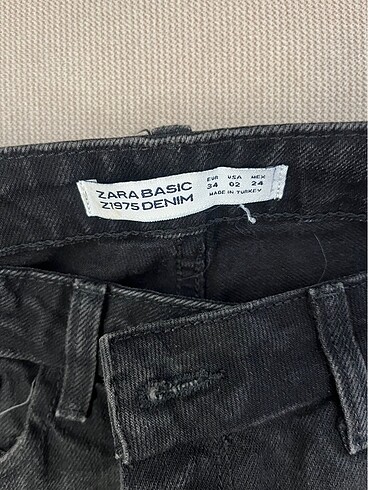 ZARA BASIC
Z1975 DENIM
EUR USA MEX
34 02 24
MADE IN TURKEY